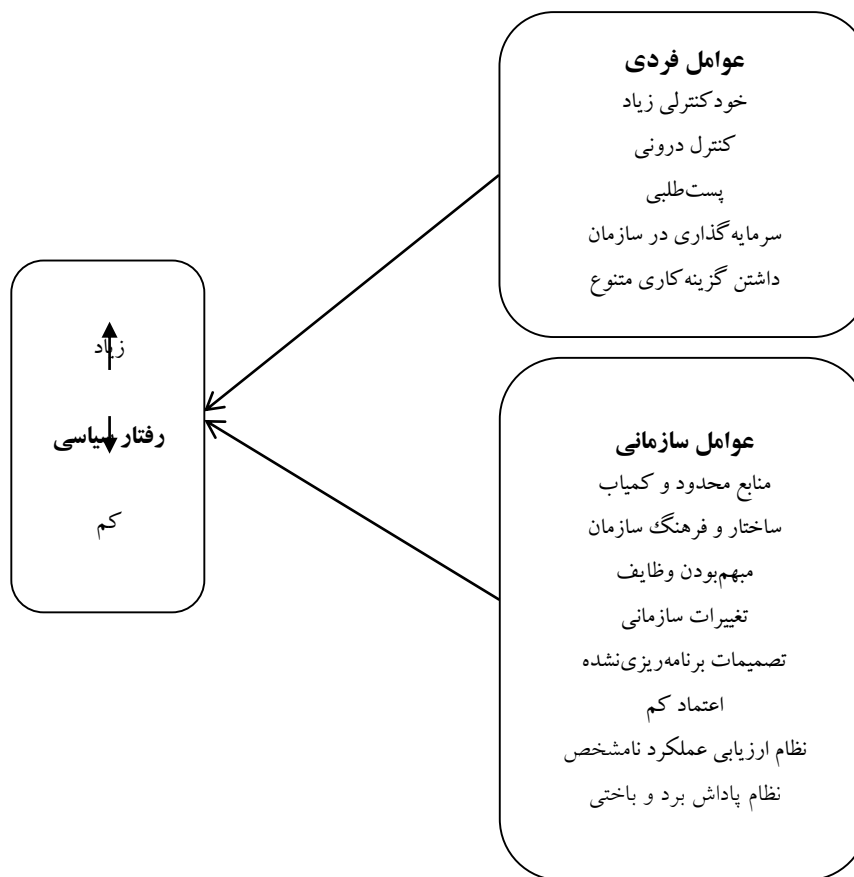 عوامل فردی
خودکنترلی زیاد
کنترل درونی
پست‌طلبی
سرمایه‌گذاری در سازمان
داشتن گزینه کاری متنوع
عوامل سازمانی
منابع محدود و کمیاب
ساختار و فرهنگ سازمان
مبهم‌بودن وظایف
تغییرات سازمانی
تصمیمات برنامه‌ریزی‌نشده
اعتماد کم
نظام ارزیابی عملکرد نامشخص
نظام پاداش برد و باختی
زیاد
رفتار سیاسی
کم